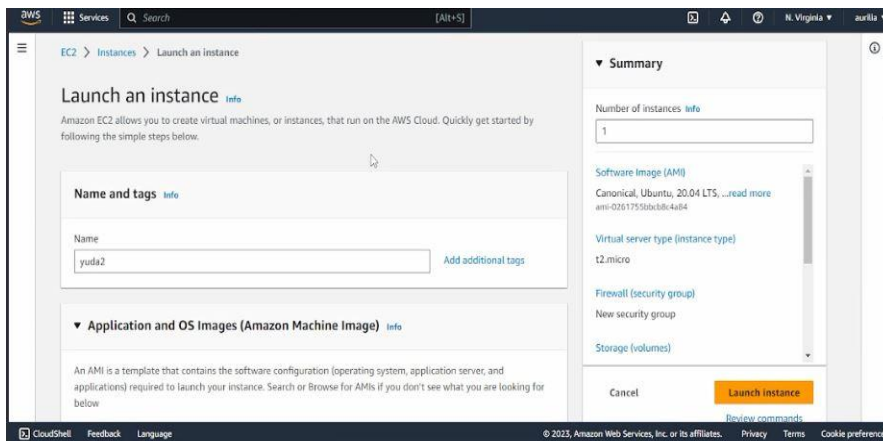 aws Services Search [Alt+S] N. Virginia aurilla
EC2 > Instances > Launch an instance
Launch an instance Info
Amazon EC2 allows you to create virtual machines, or instances, that run on the AWS Cloud. Quickly get started by
following the simple steps below.
Name and tags Info
Name
yuda2
Add additional tags
Application and OS Images (Amazon Machine Image) Info
An AMI is a template that contains the software configuration (operating system, application server, and
applications) required to launch your instance. Search or Browse for AMIs if you don't see what you are looking for
below
Summary
Number of instances Info
1
Software Image (AMI)
Canonical, Ubuntu, 20.04 LTS, ...read more
ami-0261755bbcb8c4a84
Virtual server type (instance type)
t2.micro
Firewall (security group)
New security group
Storage (volumes)
Cancel Launch instance
Review commands
CloudShell Feedback Language © 2023, Amazon Web Services, Inc. or its affiliates. Privacy Terms Cookie preference